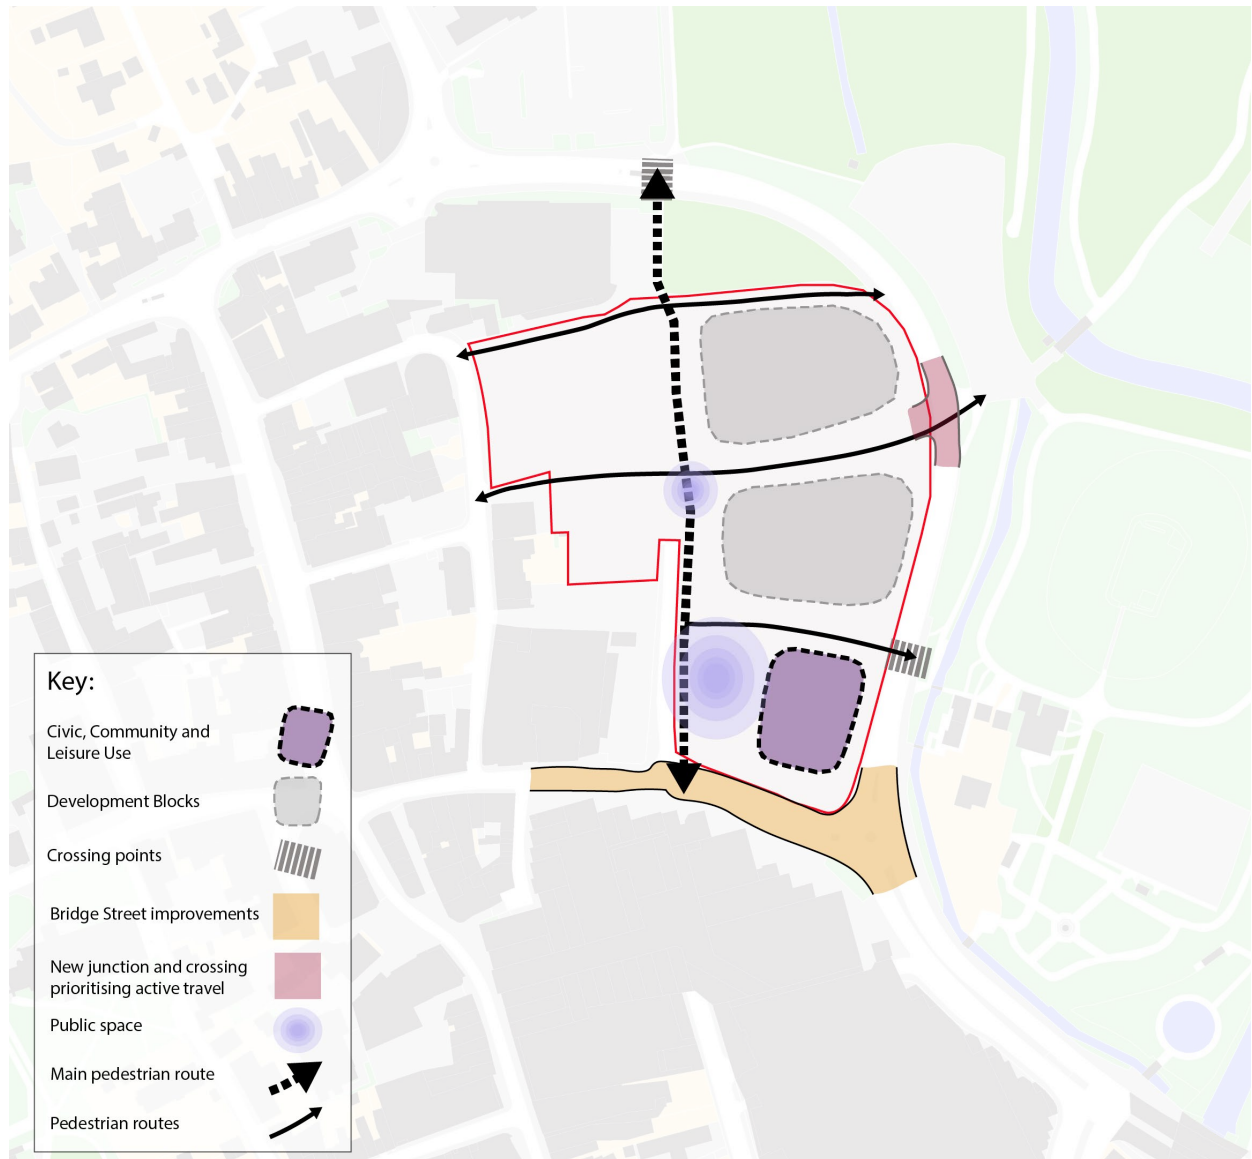 Key:
Civic, Community and
Leisure Use
Development Blocks
Crossing points
Bridge Street improvements
New junction and crossing
prioritising active travel
Public space
Main pedestrian route
Pedestrian routes